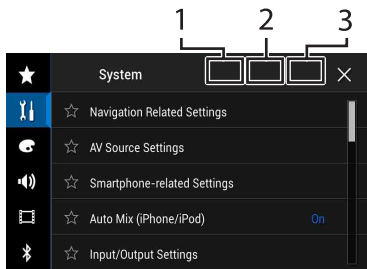 1 2 3
System
Navigation Related Settings
AV Source Settings
Smartphone-related Settings
Auto Mix (iPhone/iPod) On
Input/Output Settings